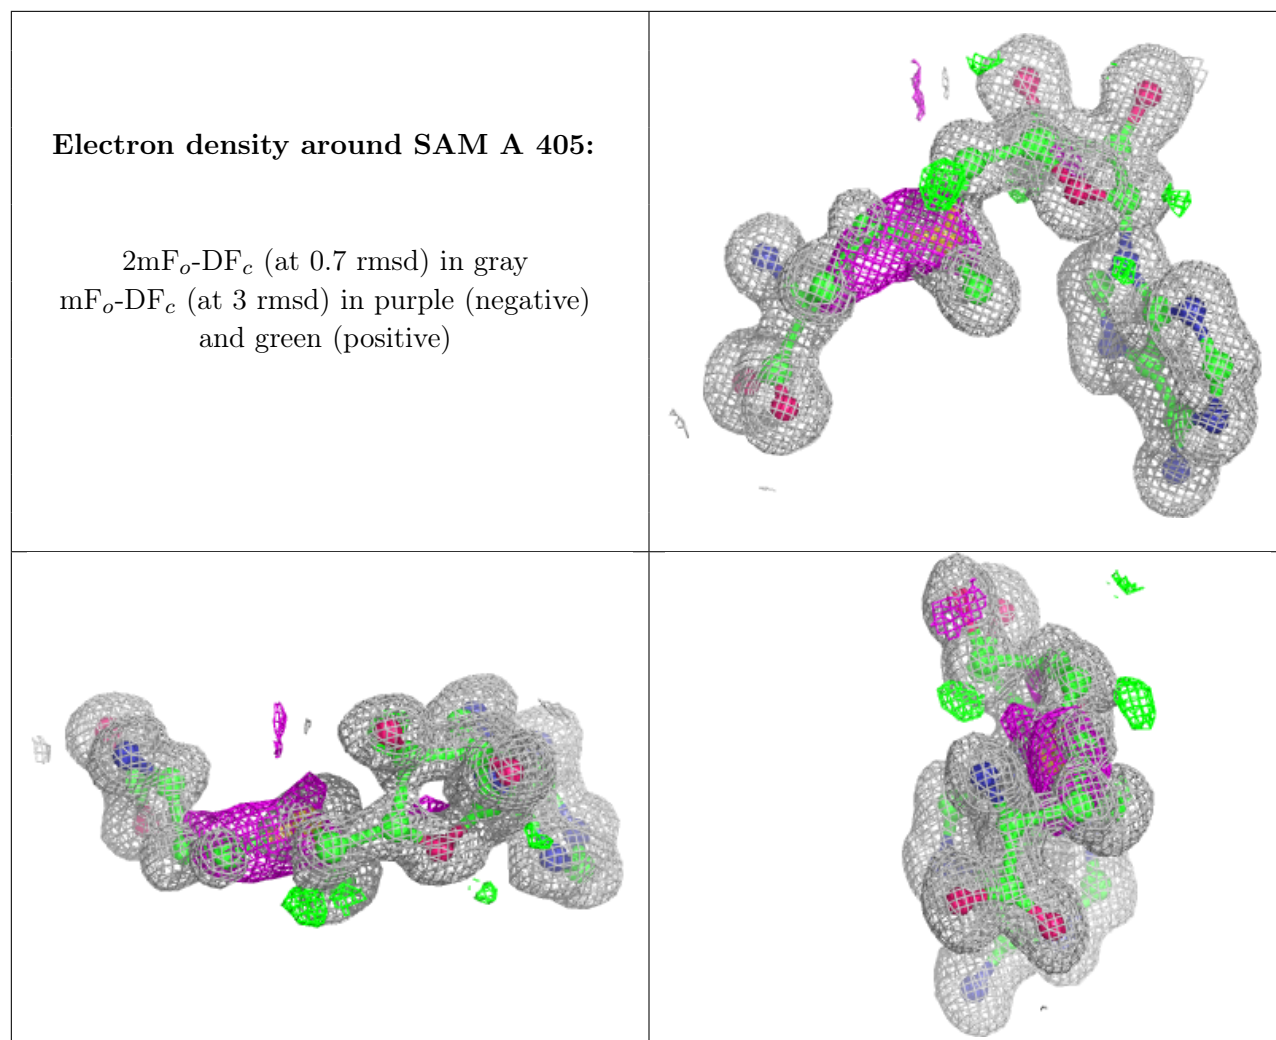 Electron density around SAM A 405:
2mFo-DFc (at 0.7 rmsd) in gray
mFo-DFc (at 3 rmsd) in purple (negative)
and green (positive)